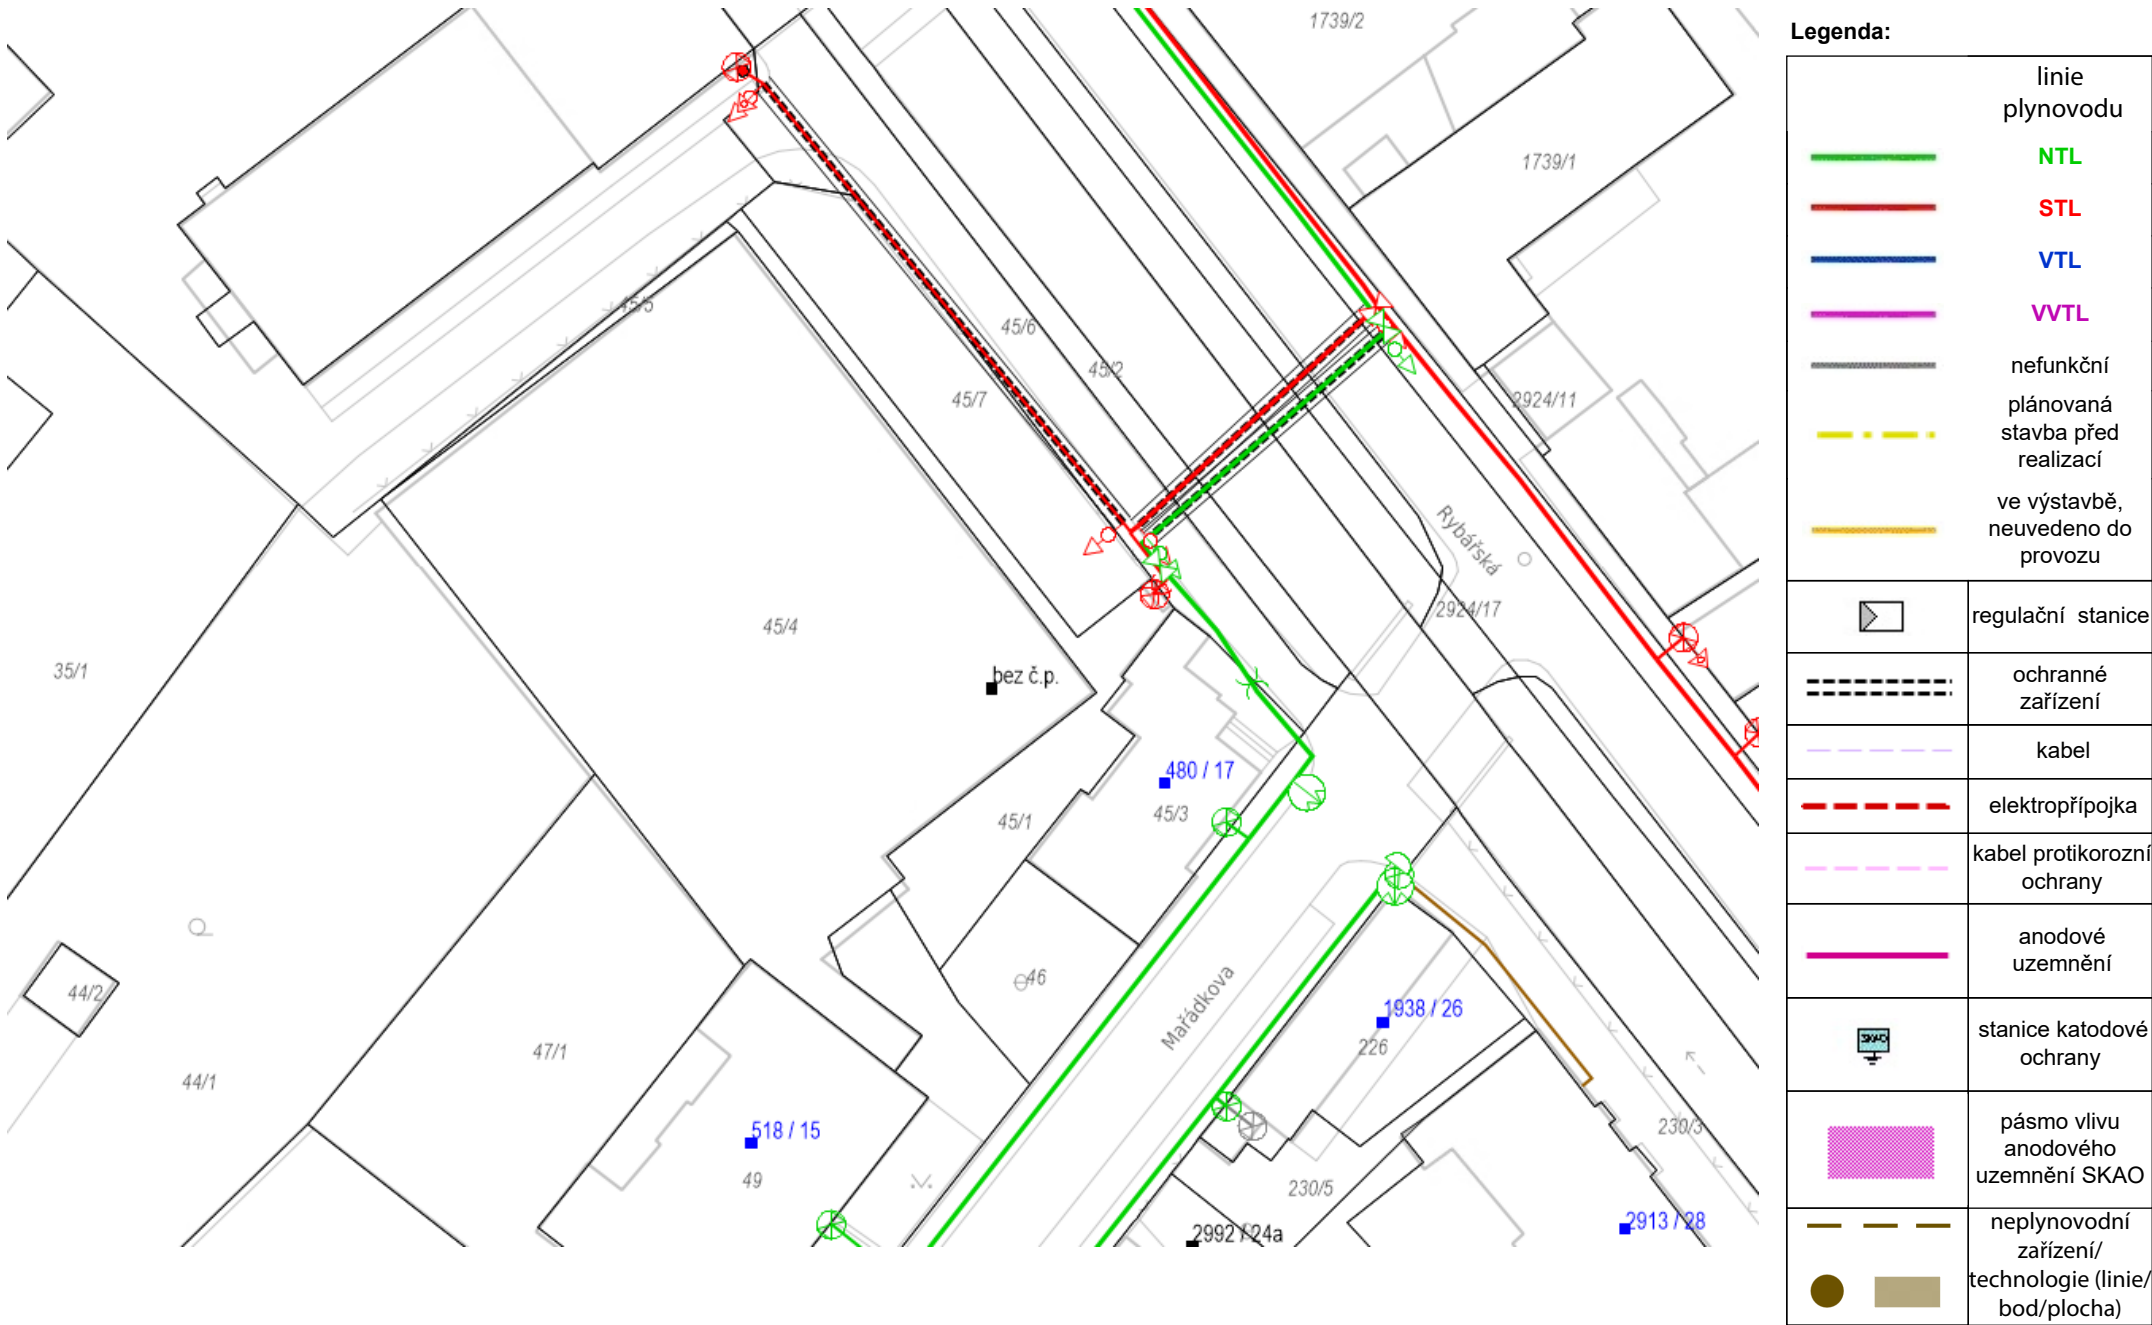 1739/2
1739/1
45/5
45/6
45/2
45/7
2924/11
Rybářská
2924/17
45/4
35/1
bez č.p.
480 / 17
45/3
45/1
46
Mařádkova
44/2
1938 / 26
226
47/1
44/1
518 / 15
49
230/3
230/5
2913 / 28
2992 / 24a
Legenda:
linie
plynovodu
NTL
STL
VTL
VVTL
nefunkční
plánovaná
stavba před
realizací
ve výstavbě,
neuvedeno do
provozu
regulační stanice
ochranné
zařízení
kabel
elektropřípojka
kabel protikorozní
ochrany
anodové
uzemnění
SKAO
stanice katodové
ochrany
pásmo vlivu
anodového
uzemnění SKAO
neplynovodní
zařízení/
technologie (linie/
bod/plocha)